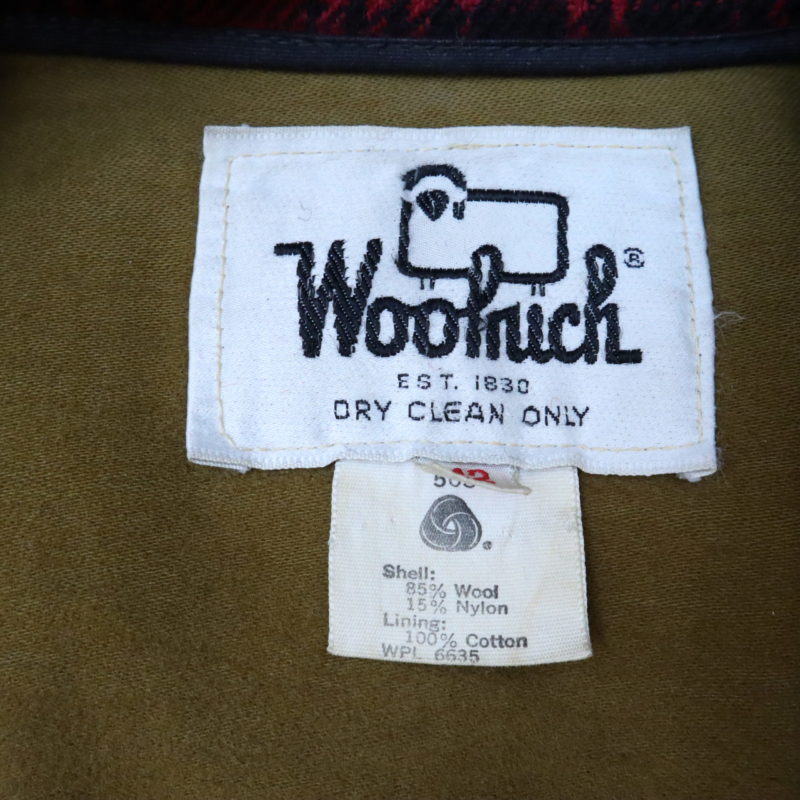 Woolrich®
EST. 1830
DRY CLEAN ONLY
Shell:
85% Wool
15% Nylon
Lining:
100% Cotton
WPL 6635